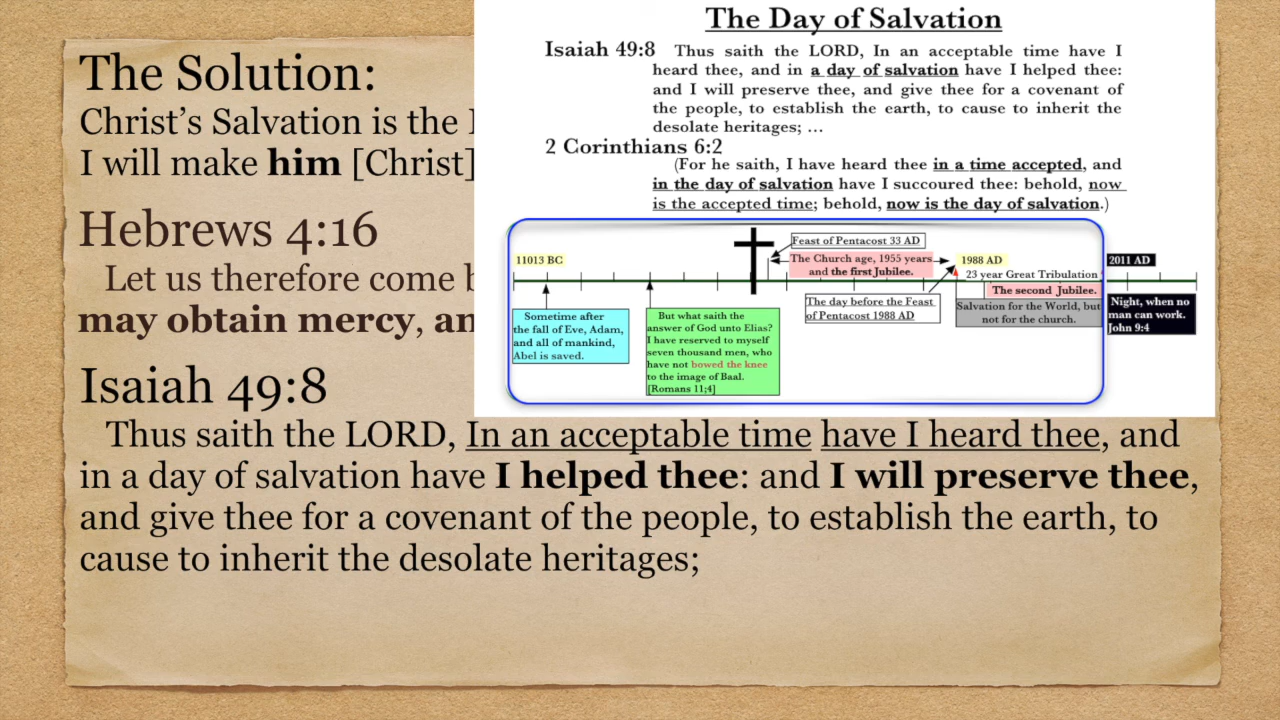 The Solution:
Christ's Salvation is the
I will make him [Christ]
Hebrews 4:16
Let us therefore come
may obtain mercy, an
Isaiah 49:8
Thus saith the LORD, In an acceptable time have I heard thee, and
in a day of salvation have I helped thee: and I will preserve thee,
and give thee for a covenant of the people, to establish the earth, to
cause to inherit the desolate heritages;
The Day of Salvation
Isaiah 49:8 Thus saith the LORD, In an acceptable time have I
heard thee, and in a day of salvation have I helped thee:
and I will preserve thee, and give thee for a covenant of
the people, to establish the earth, to cause to inherit the
desolate heritages; ...
2 Corinthians 6:2
(For he saith, I have heard thee in a time accepted, and
in the day of salvation have I succoured thee: behold, now
is the accepted time; behold, now is the day of salvation.)
Feast of Pentacost 33 AD
11013 BC
The Church age, 1955 years
and the first Jubilee.
1988 AD
2011 AD
23 year Great Tribulation
The second Jubilee.
The day before the Feast
of Pentacost 1988 AD
Salvation for the World, but
not for the church.
Night, when no
man can work.
John 9:4
Sometime after
the fall of Eve, Adam,
and all of mankind,
Abel is saved.
But what saith the
answer of God unto Elias?
I have reserved to myself
seven thousand men, who
have not bowed the knee
to the image of Baal.
[Romans 11;4]